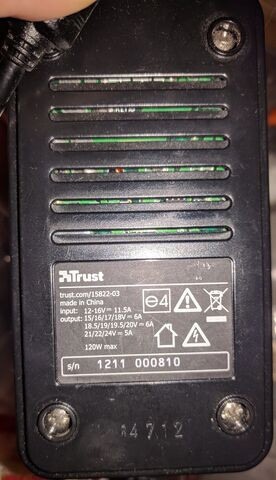 Trust
trust.com/15822-03
made in China
input: 12-16V⎓ 11.5A
output: 15/16/17/18V⎓ 6A
18.5/19/19.5/20V⎓ 6A
21/22/24V⎓ 5A
120W max
e4
s/n 1211 000810
4712